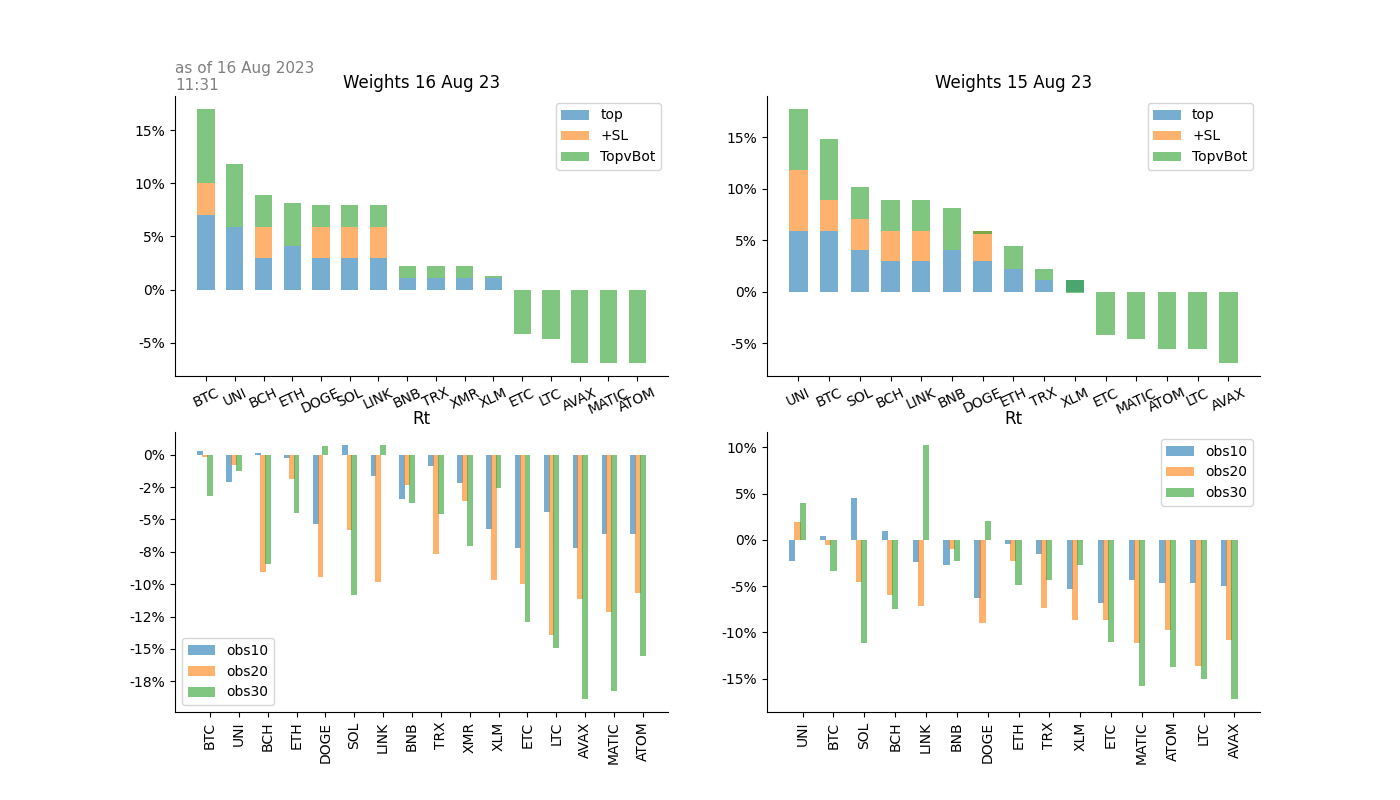 as of 16 Aug 2023
11:31
Weights 16 Aug 23
top
+SL
TopvBot
15%
10%
5%
0%
-5%
BTC UNI BCH ETH DOGE SOL LINK BNB TRX XMR XLM ETC LTC AVAX MATIC ATOM
Weights 15 Aug 23
top
+SL
TopvBot
15%
10%
5%
0%
-5%
UNI BTC SOL BCH LINK BNB DOGE ETH TRX XLM ETC MATIC ATOM LTC AVAX
Rt
0%
-2%
-5%
-8%
-10%
-12%
-15%
-18%
obs10
obs20
obs30
BTC UNI BCH ETH DOGE SOL LINK BNB TRX XMR XLM ETC LTC AVAX MATIC ATOM
Rt
obs10
obs20
obs30
10%
5%
0%
-5%
-10%
-15%
UNI BTC SOL BCH LINK BNB DOGE ETH TRX XLM ETC MATIC ATOM LTC AVAX